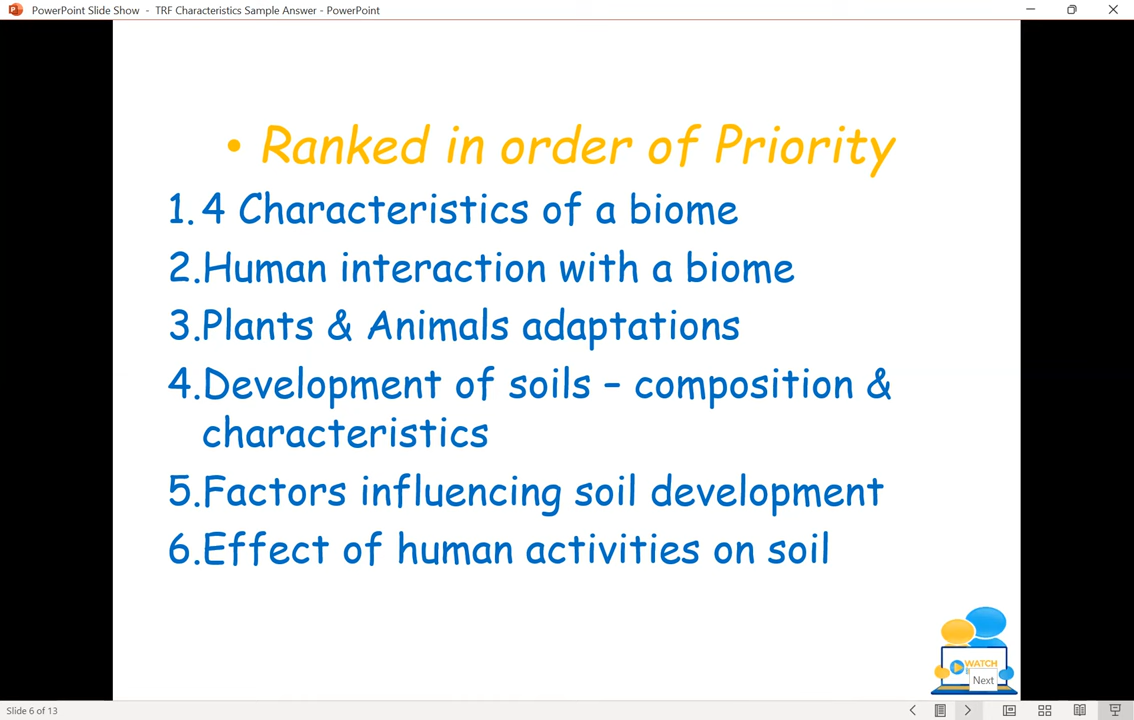 PowerPoint Slide Show - TRF Characteristics Sample Answer - PowerPoint
• Ranked in order of Priority
1. 4 Characteristics of a biome
2.Human interaction with a biome
3.Plants & Animals adaptations
4.Development of soils – composition &
characteristics
5.Factors influencing soil development
6.Effect of human activities on soil
WATCH
Next
Slide 6 of 13